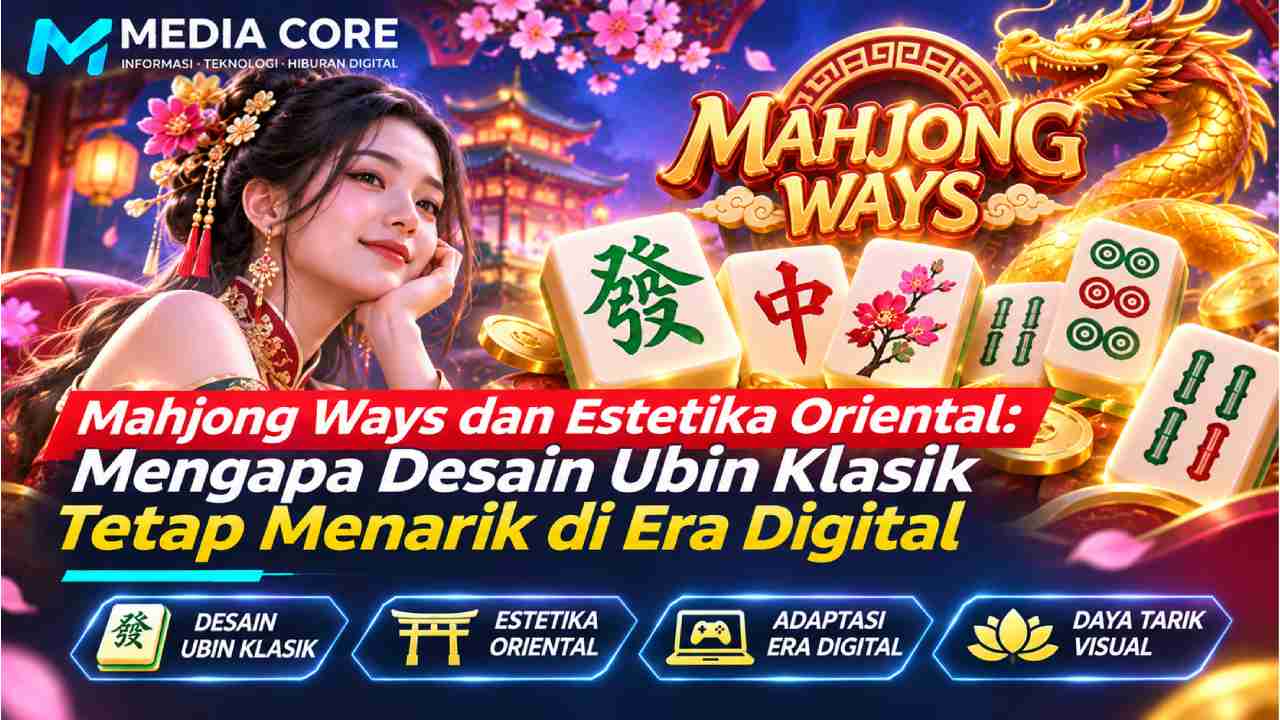 MEDIA CORE
INFORMASI - TEKNOLOGI - HIBURAN DIGITAL
MAHJONG
WAYS
發
中
Mahjong Ways dan Estetika Oriental:
Mengapa Desain Ubin Klasik
Tetap Menarik di Era Digital
發
DESAIN
UBIN KLASIK
ESTETIKA
ORIENTAL
ADAPTASI
ERA DIGITAL
DAYA TARIK
VISUAL